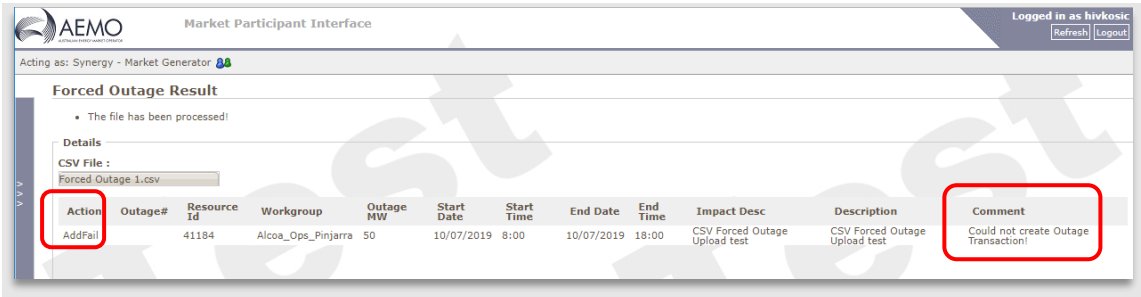 AEMO
AUSTRALIAN ENERGY MARKET OPERATOR
Market Participant Interface
Logged in as hivkosic
Refresh Logout
Acting as: Synergy - Market Generator
Forced Outage Result
• The file has been processed!
Details
CSV File :
Forced Outage 1.csv
> > >
Action Outage# Resource Id Workgroup Outage MW Start Date Start Time End Date End Time Impact Desc Description Comment
AddFail 41184 Alcoa_Ops_Pinjarra 50 10/07/2019 8:00 10/07/2019 18:00 CSV Forced Outage Upload test CSV Forced Outage Upload test Could not create Outage Transaction!
Test
Test